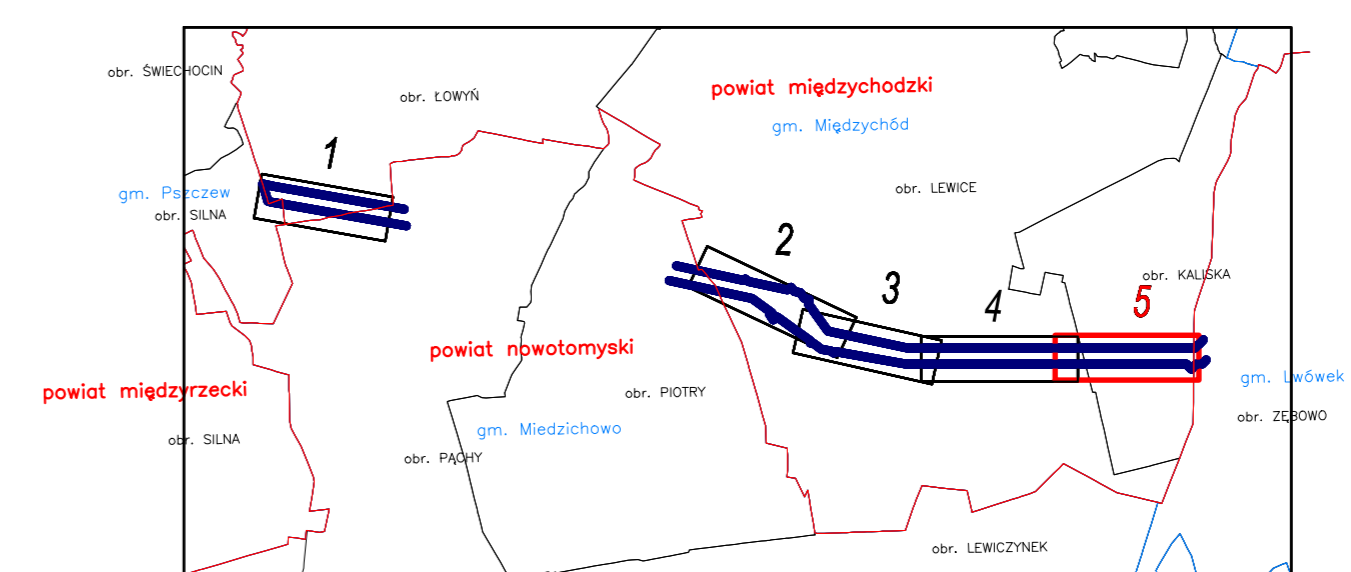 obr. ŚWIECHOCIN
obr. ŁOWYŃ
powiat międzychodzki
gm. Międzychód
1
gm. Pszczew
obr. SILNA
obr. LEWICE
2
obr. KALISKA
3
4
5
powiat nowotomyski
powiat międzyrzecki
obr. PIOTRY
gm. Lwówek
obr. ZĘBOWO
gm. Miedzichowo
obr. SILNA
obr. PĄCHY
obr. LEWICZYNEK